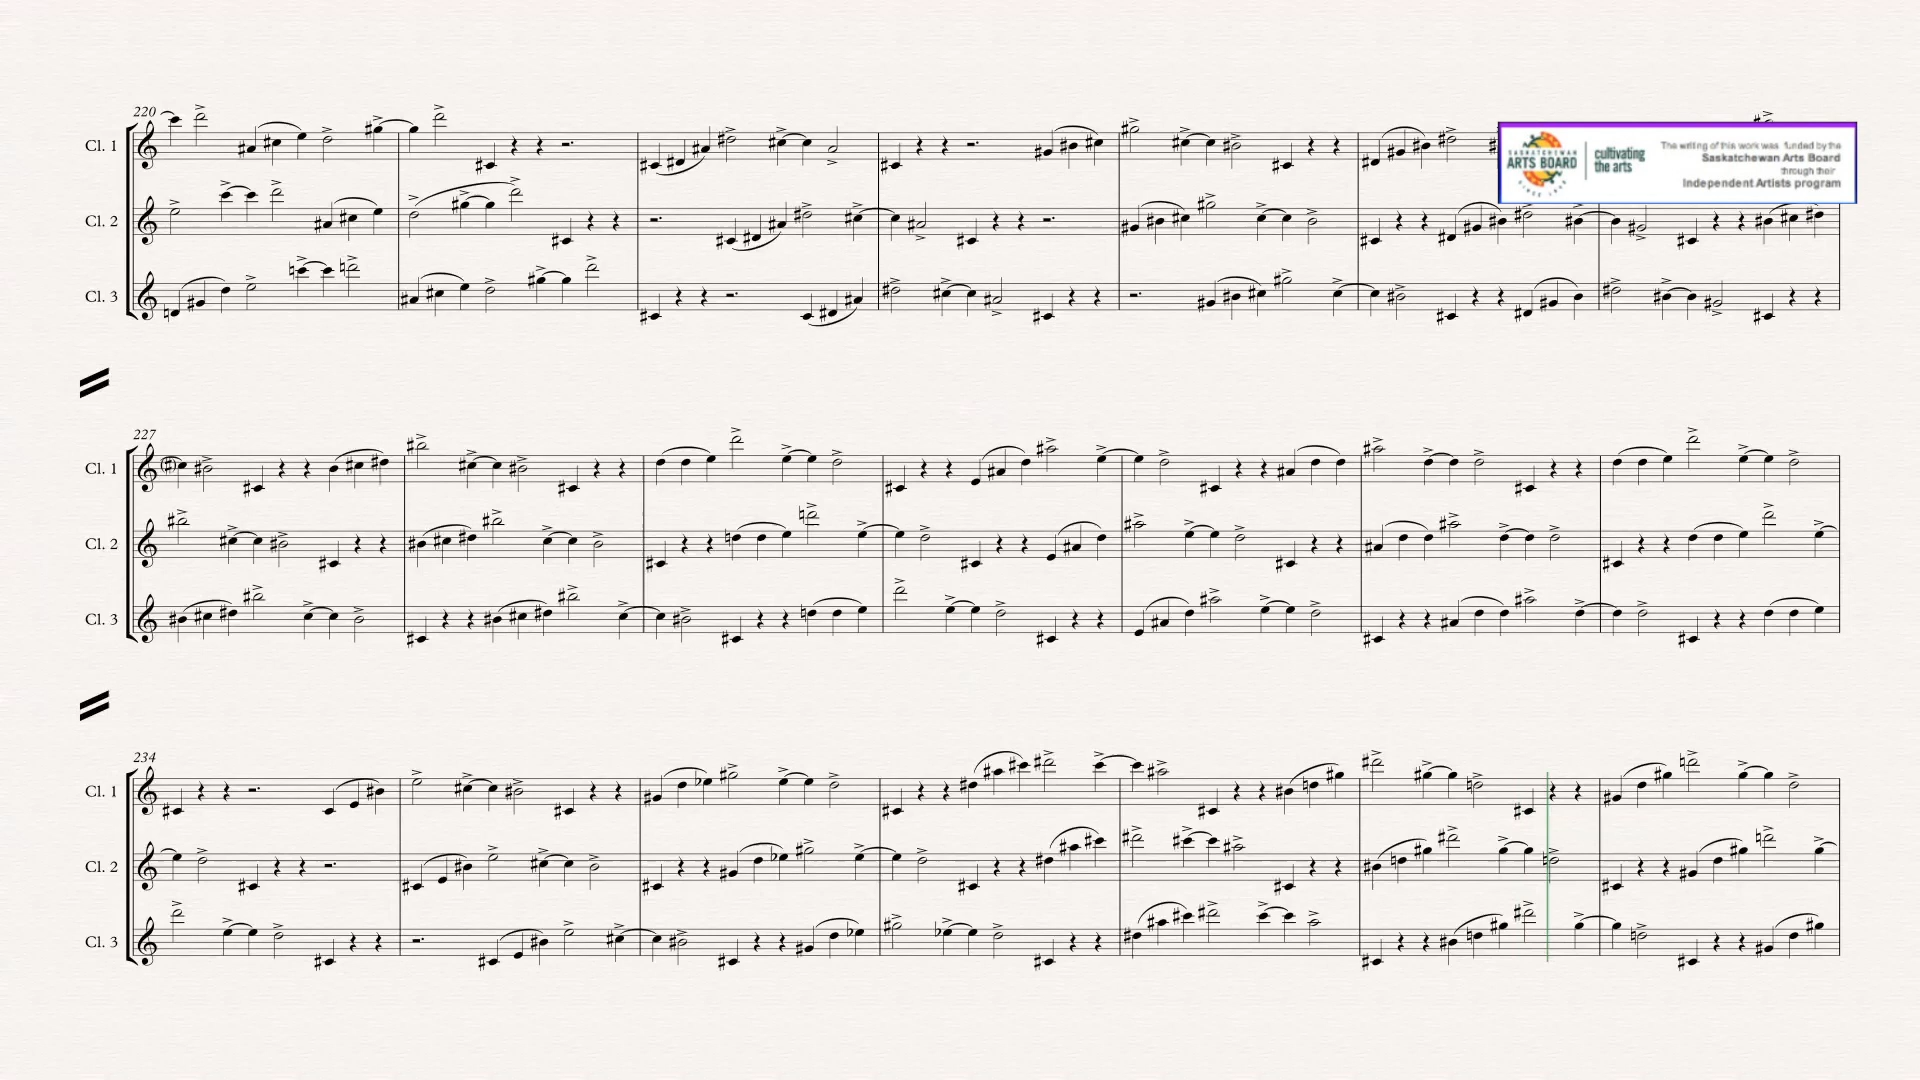 220
Cl. 1
Cl. 2
Cl. 3
SASKATCHEWAN
ARTS BOARD
SINCE 1948
cultivating
the arts
The writing of this work was funded by the
Saskatchewan Arts Board
through their
Independent Artists program
227
Cl. 1
Cl. 2
Cl. 3
234
Cl. 1
Cl. 2
Cl. 3